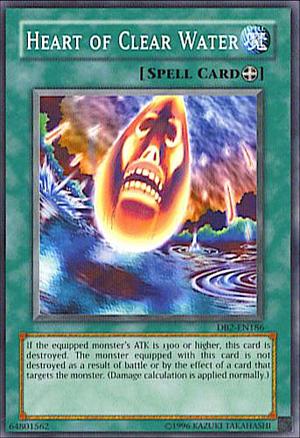 HEART OF CLEAR WATER
[SPELL CARD]
DB2-EN186
If the equipped monster's ATK is 1300 or higher, this card is
destroyed. The monster equipped with this card is not
destroyed as a result of battle or by the effect of a card that
targets the monster. (Damage calculation is applied normally.)
64801562
©1996 KAZUKI TAKAHASHI